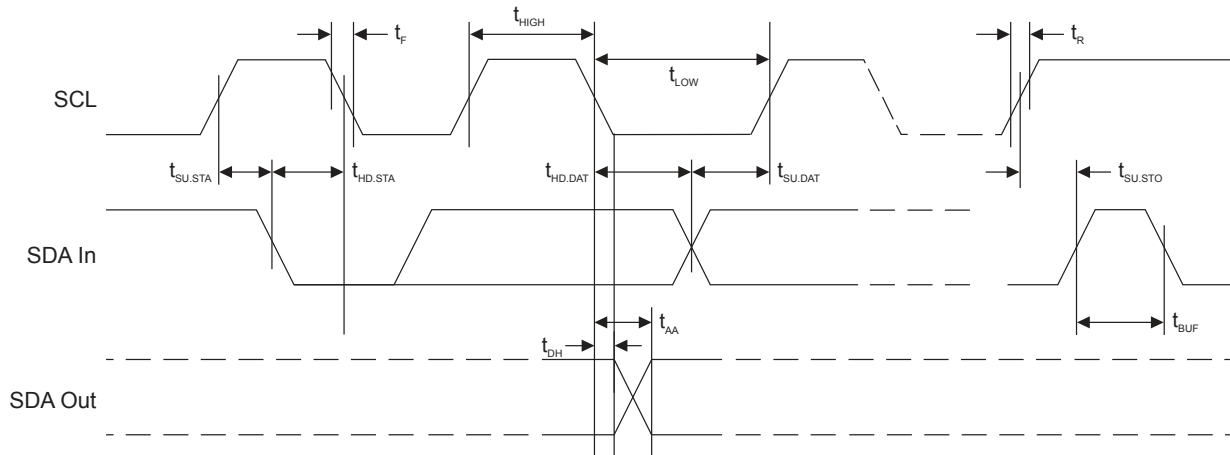 tHIGH
tF
tR
tLOW
SCL
tSU.STA
tHD.STA
tHD.DAT
tSU.DAT
tSU.STO
SDA In
tAA
tBUF
tDH
SDA Out